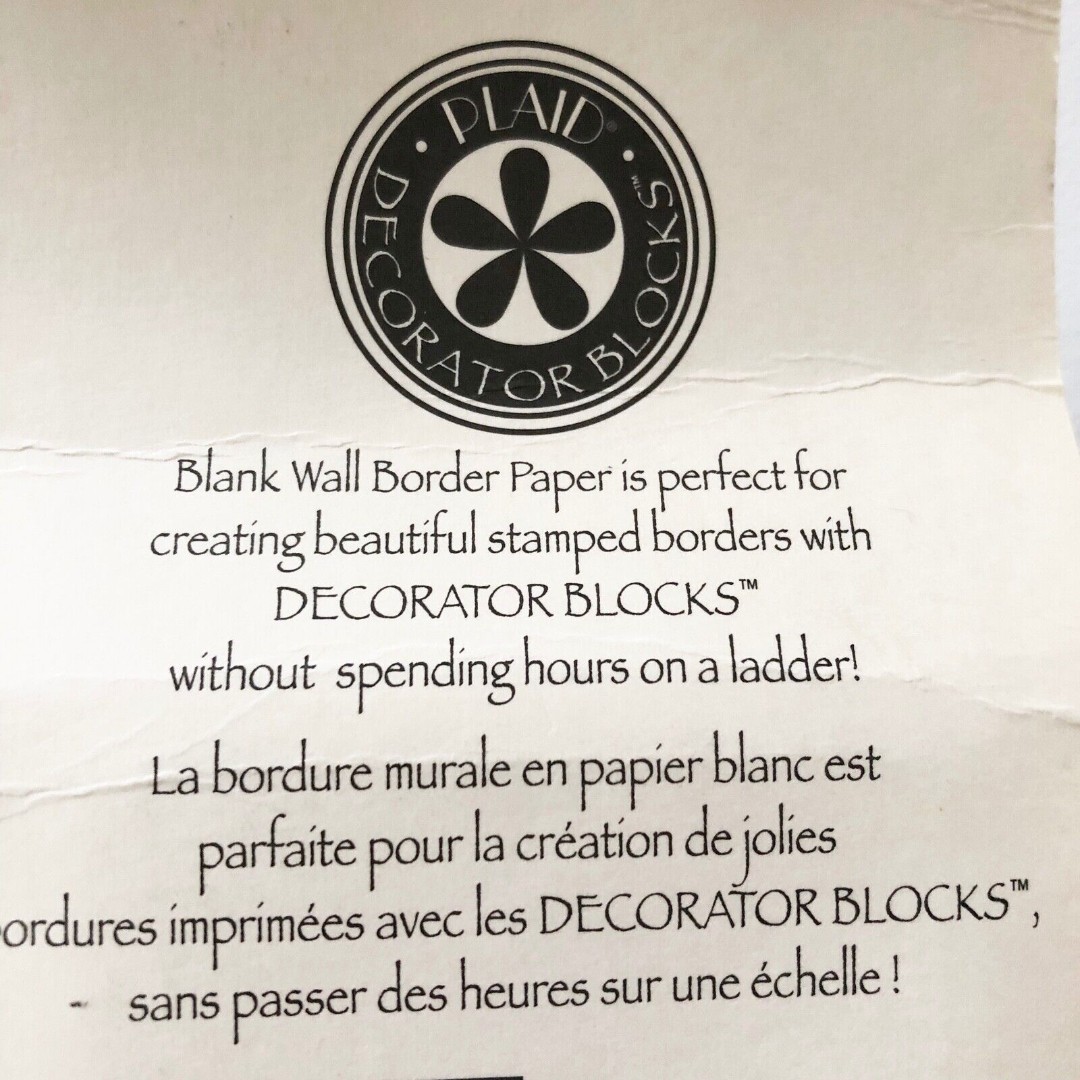 PLAID®
DECORATOR BLOCKS™
Blank Wall Border Paper is perfect for
creating beautiful stamped borders with
DECORATOR BLOCKS™
without spending hours on a ladder!
La bordure murale en papier blanc est
parfaite pour la création de jolies
ordures imprimées avec les DECORATOR BLOCKS™,
sans passer des heures sur une échelle !